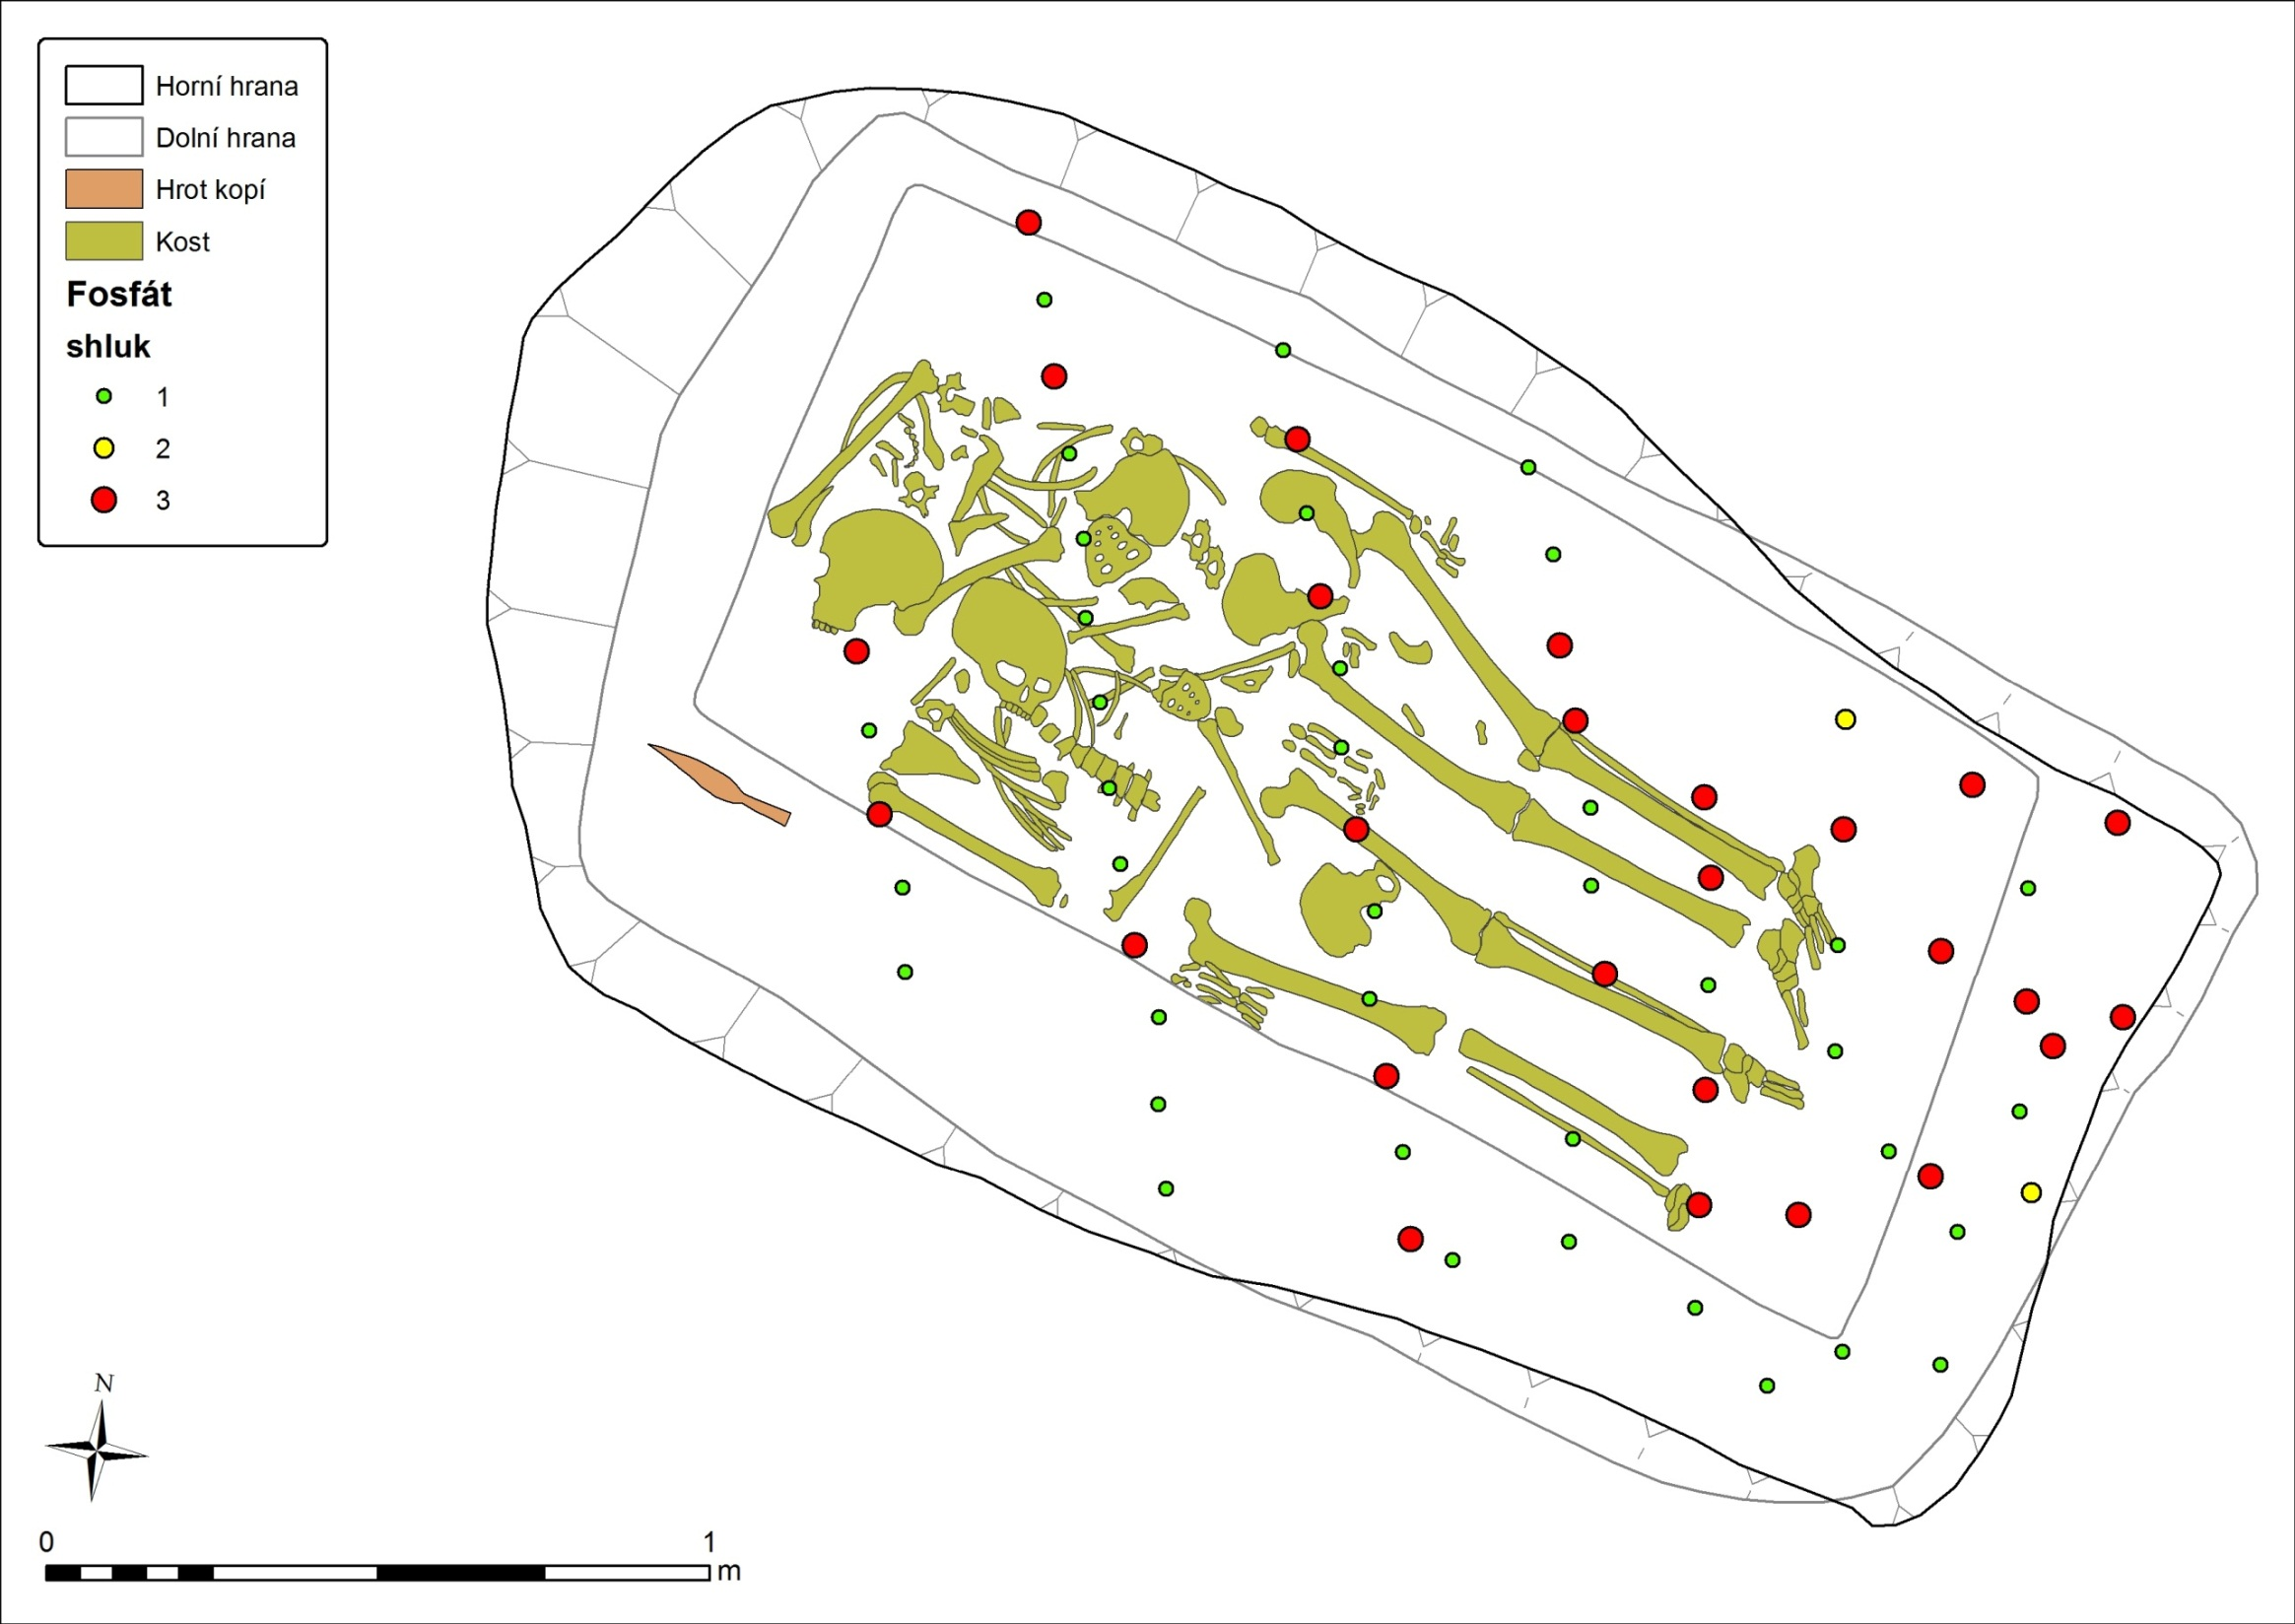 Horní hrana
Dolní hrana
Hrot kopí
Kost
Fosfát
shluk
1
2
3
N
0 1
m